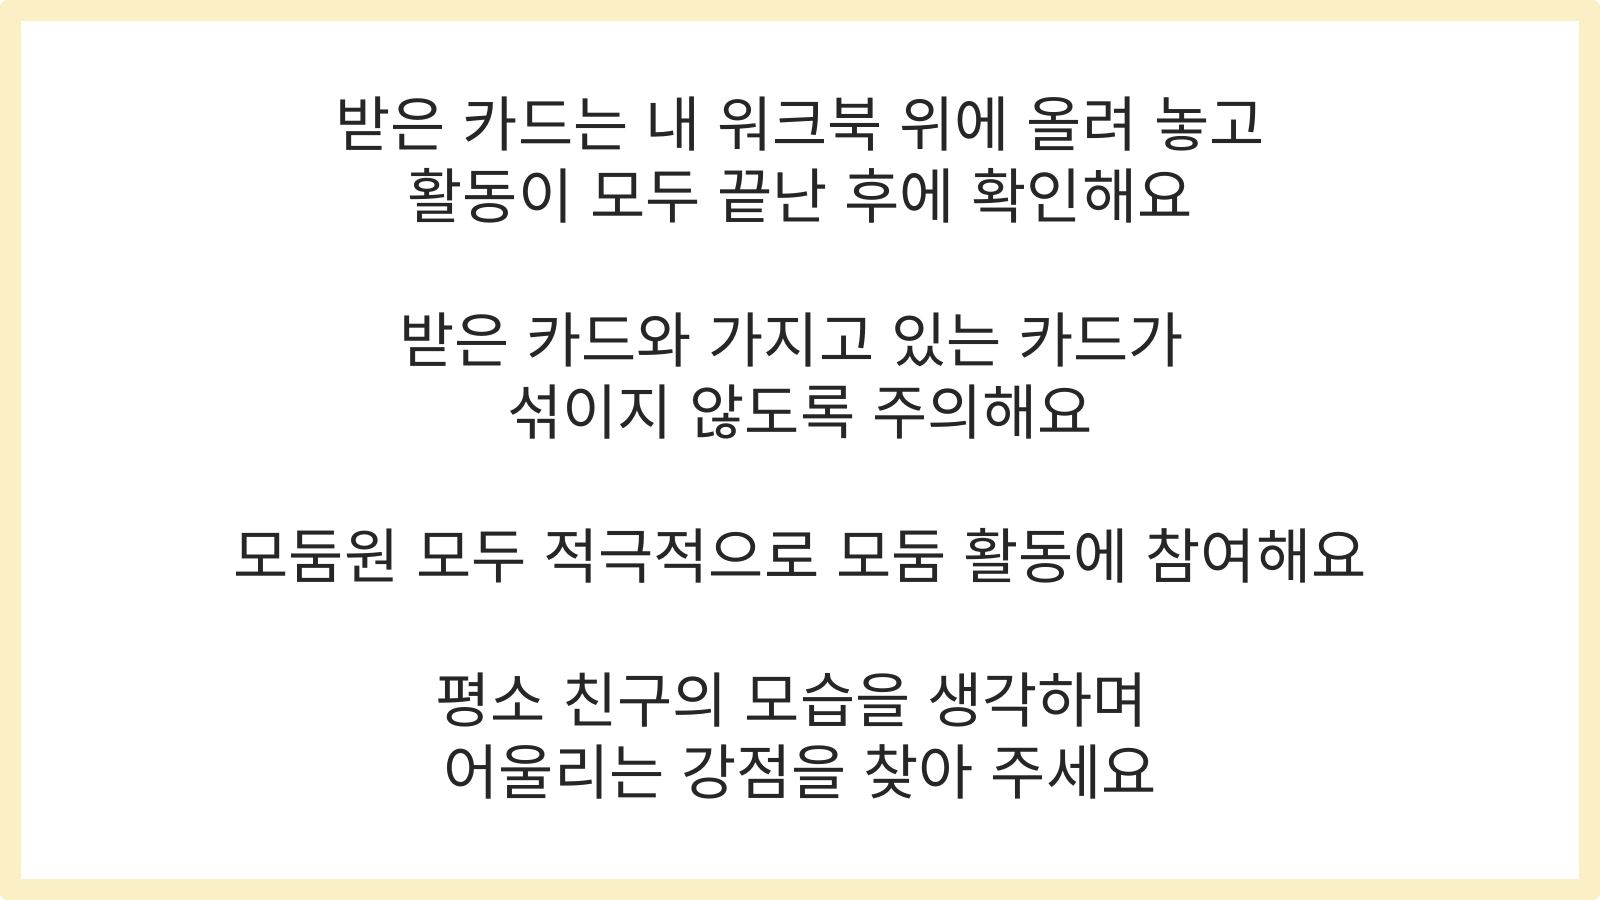 받은 카드는 내 워크북 위에 올려 놓고
활동이 모두 끝난 후에 확인해요
받은 카드와 가지고 있는 카드가
섞이지 않도록 주의해요
모둠원 모두 적극적으로 모둠 활동에 참여해요
평소 친구의 모습을 생각하며
어울리는 강점을 찾아 주세요